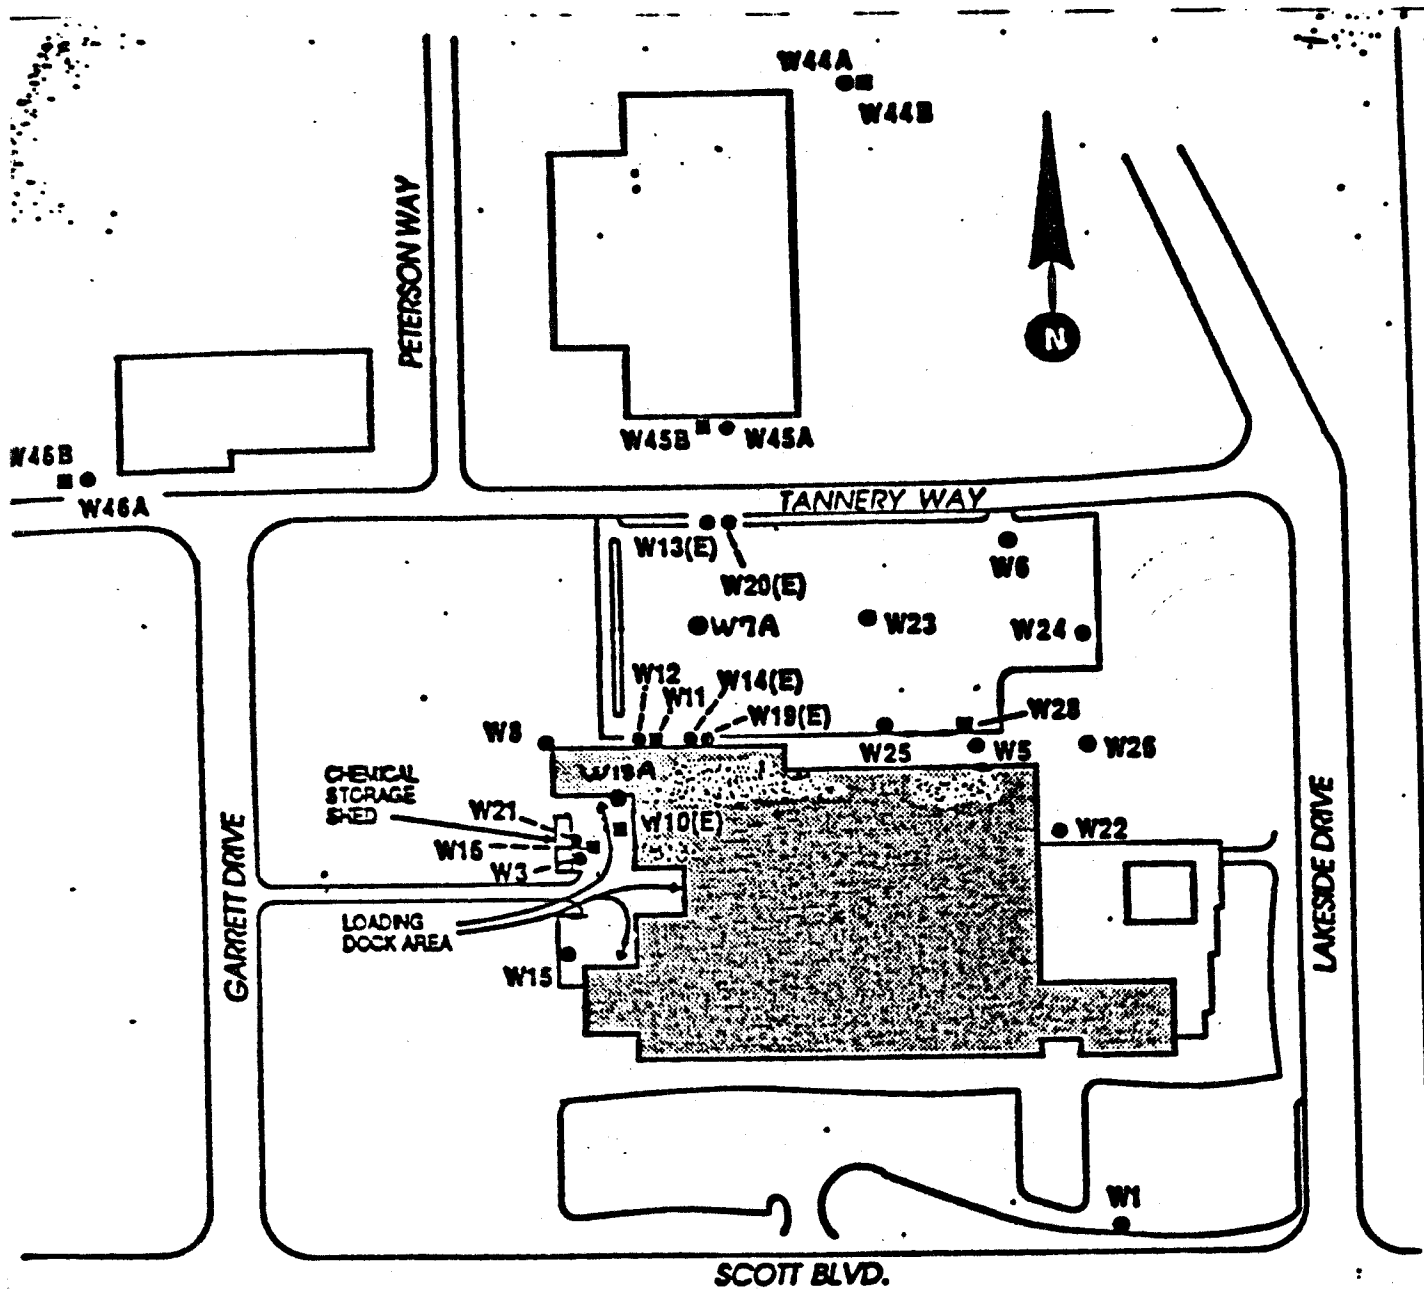 W44A
W44B
PETERSON WAY
N
W45B
W45A
W46B
W46A
TANNERY WAY
W13(E)
W20(E)
W6
W7A
W23
W24
W12
W11
W14(E)
W19(E)
W28
W8
W25
W5
W26
CHEMICAL
STORAGE
SHED
W21
W10(E)
W22
W16
W3
LOADING
DOCK AREA
W15
GARRETT DRIVE
LAKESIDE DRIVE
W1
SCOTT BLVD.